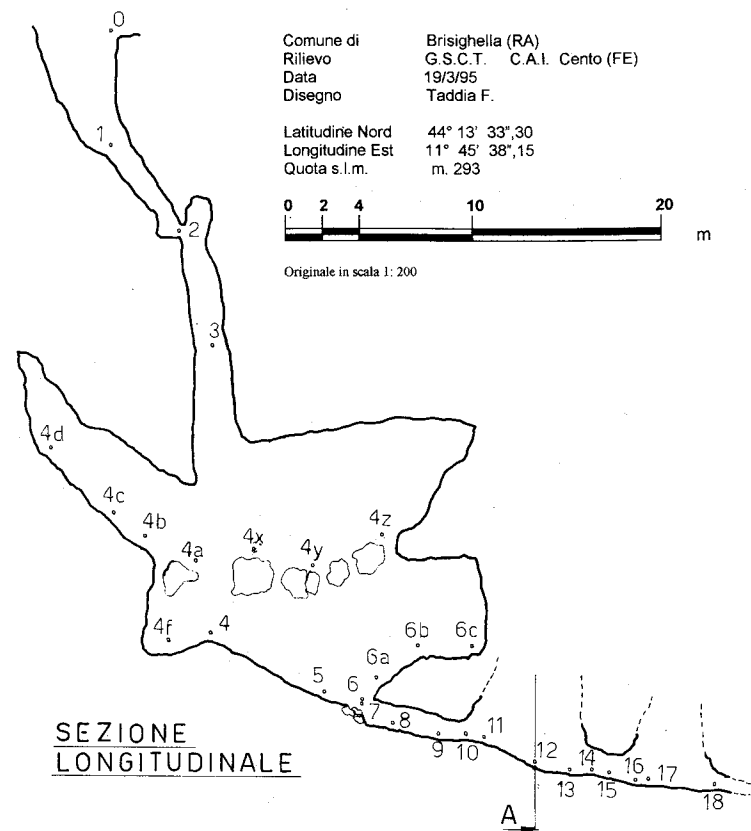 0
Comune di Brisighella (RA)
Rilievo G.S.C.T. C.A.I. Cento (FE)
Data 19/3/95
Disegno Taddia F.
Latitudine Nord 44° 13' 33",30
Longitudine Est 11° 45' 38",15
Quota s.l.m. m. 293
1
0 2 4 10 20
m
2
Originale in scala 1: 200
3
4d
4c
4b
4a 4x 4y 4z
4f 4 6b 6c
5 6 6a
7 8
9 10 11
12
13 14 15 16 17 18
SEZIONE
LONGITUDINALE
A